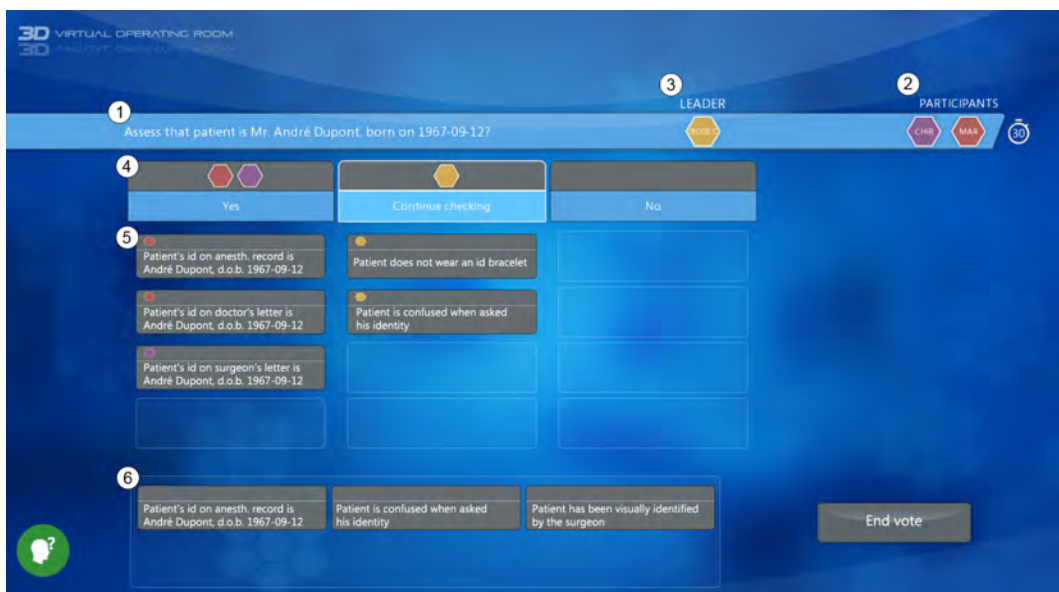 3D VIRTUAL OPERATING ROOM
3
2
LEADER
PARTICIPANTS
1
Assess that patient is Mr. André Dupont, born on 1967-09-12?
CHIR
MAR
30
4
Yes
Continue checking
No
5
Patient's id on anesth. record is
André Dupont, d.o.b. 1967-09-12
Patient does not wear an id bracelet
Patient's id on doctor's letter is
André Dupont, d.o.b. 1967-09-12
Patient is confused when asked
his identity
Patient's id on surgeon's letter is
André Dupont, d.o.b. 1967-09-12
6
Patient's id on anesth. record is
André Dupont, d.o.b. 1967-09-12
Patient is confused when asked
his identity
Patient has been visually identified
by the surgeon
End vote
?